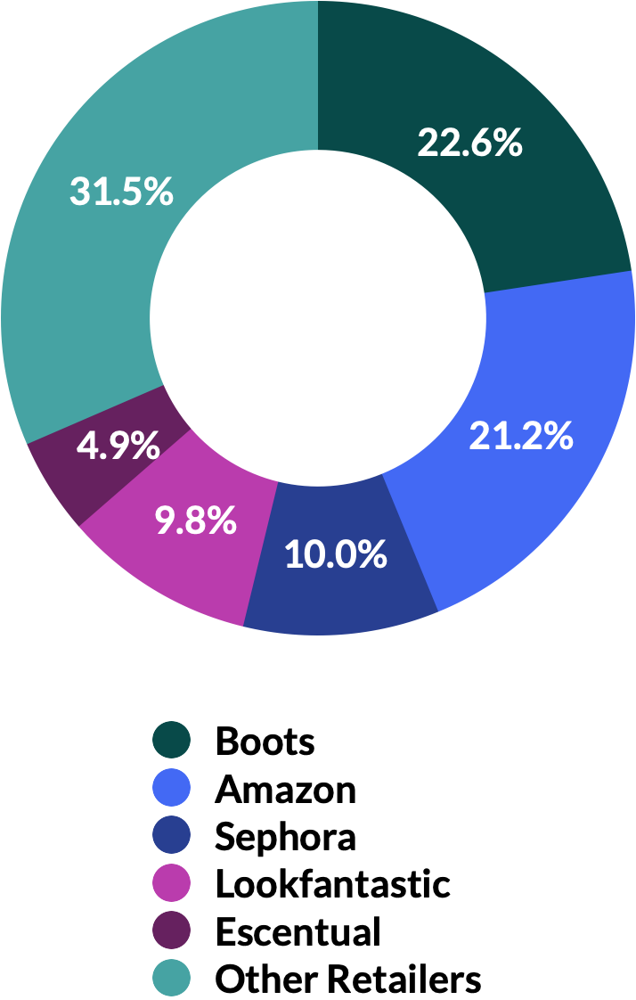 22.6%
31.5%
21.2%
4.9%
9.8%
10.0%
Boots
Amazon
Sephora
Lookfantastic
Escentual
Other Retailers